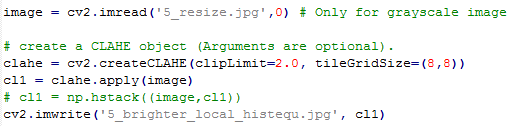 image = cv2.imread('5_resize.jpg',0) # Only for grayscale image
# create a CLAHE object (Arguments are optional).
clahe = cv2.createCLAHE(clipLimit=2.0, tileGridSize=(8,8))
cl1 = clahe.apply(image)
# cl1 = np.hstack((image,cl1))
cv2.imwrite('5_brighter_local_histequ.jpg', cl1)